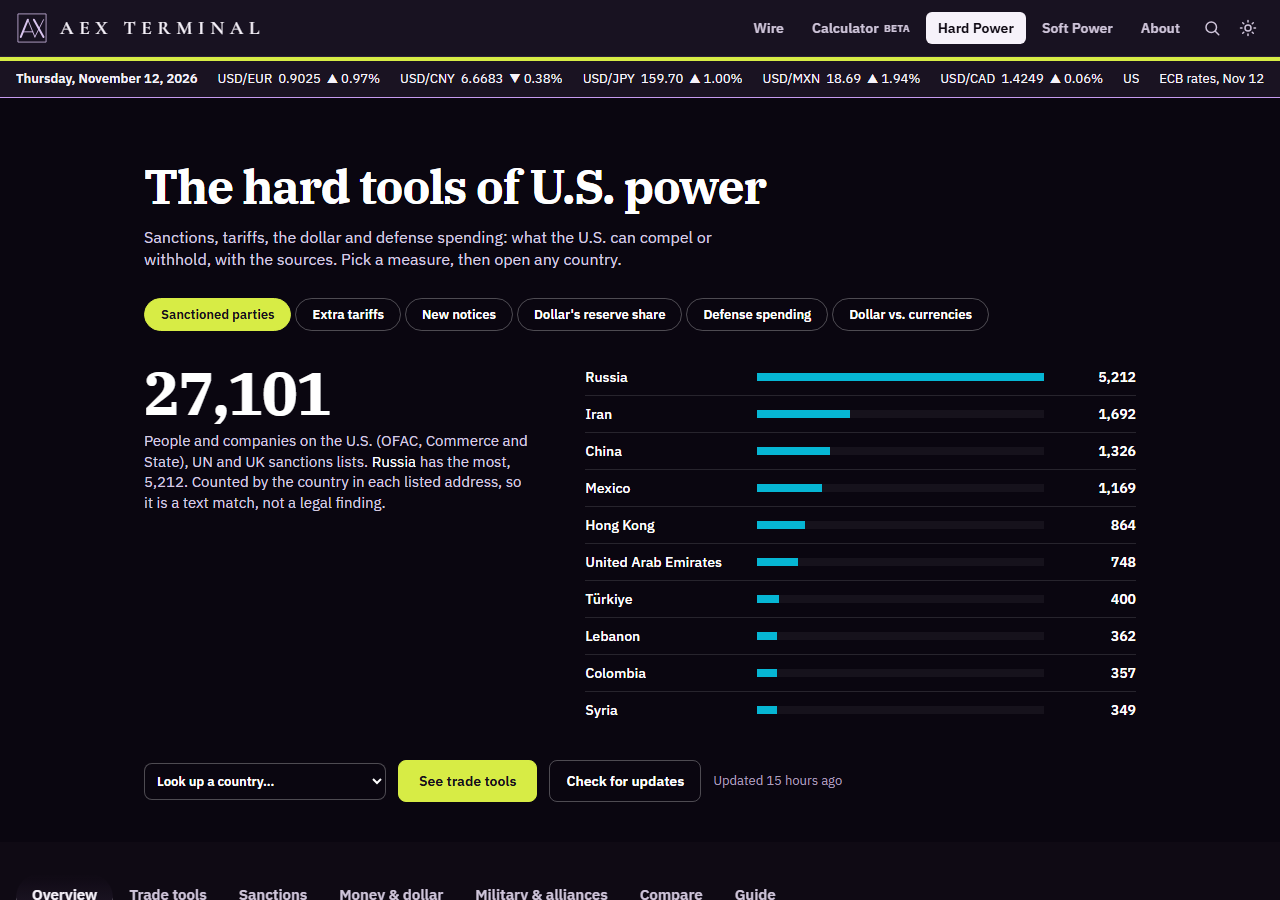 AX AEX TERMINAL
Wire Calculator BETA Hard Power Soft Power About
Thursday, November 12, 2026 USD/EUR 0.9025 ▲0.97% USD/CNY 6.6683 ▼0.38% USD/JPY 159.70 ▲1.00% USD/MXN 18.69 ▲1.94% USD/CAD 1.4249 ▲0.06% US ECB rates, Nov 12
The hard tools of U.S. power
Sanctions, tariffs, the dollar and defense spending: what the U.S. can compel or
withhold, with the sources. Pick a measure, then open any country.
Sanctioned parties Extra tariffs New notices Dollar's reserve share Defense spending Dollar vs. currencies
27,101
People and companies on the U.S. (OFAC, Commerce and
State), UN and UK sanctions lists. Russia has the most,
5,212. Counted by the country in each listed address, so
it is a text match, not a legal finding.
Russia 5,212
Iran 1,692
China 1,326
Mexico 1,169
Hong Kong 864
United Arab Emirates 748
Türkiye 400
Lebanon 362
Colombia 357
Syria 349
Look up a country... See trade tools Check for updates Updated 15 hours ago
Overview Trade tools Sanctions Money & dollar Military & alliances Compare Guide